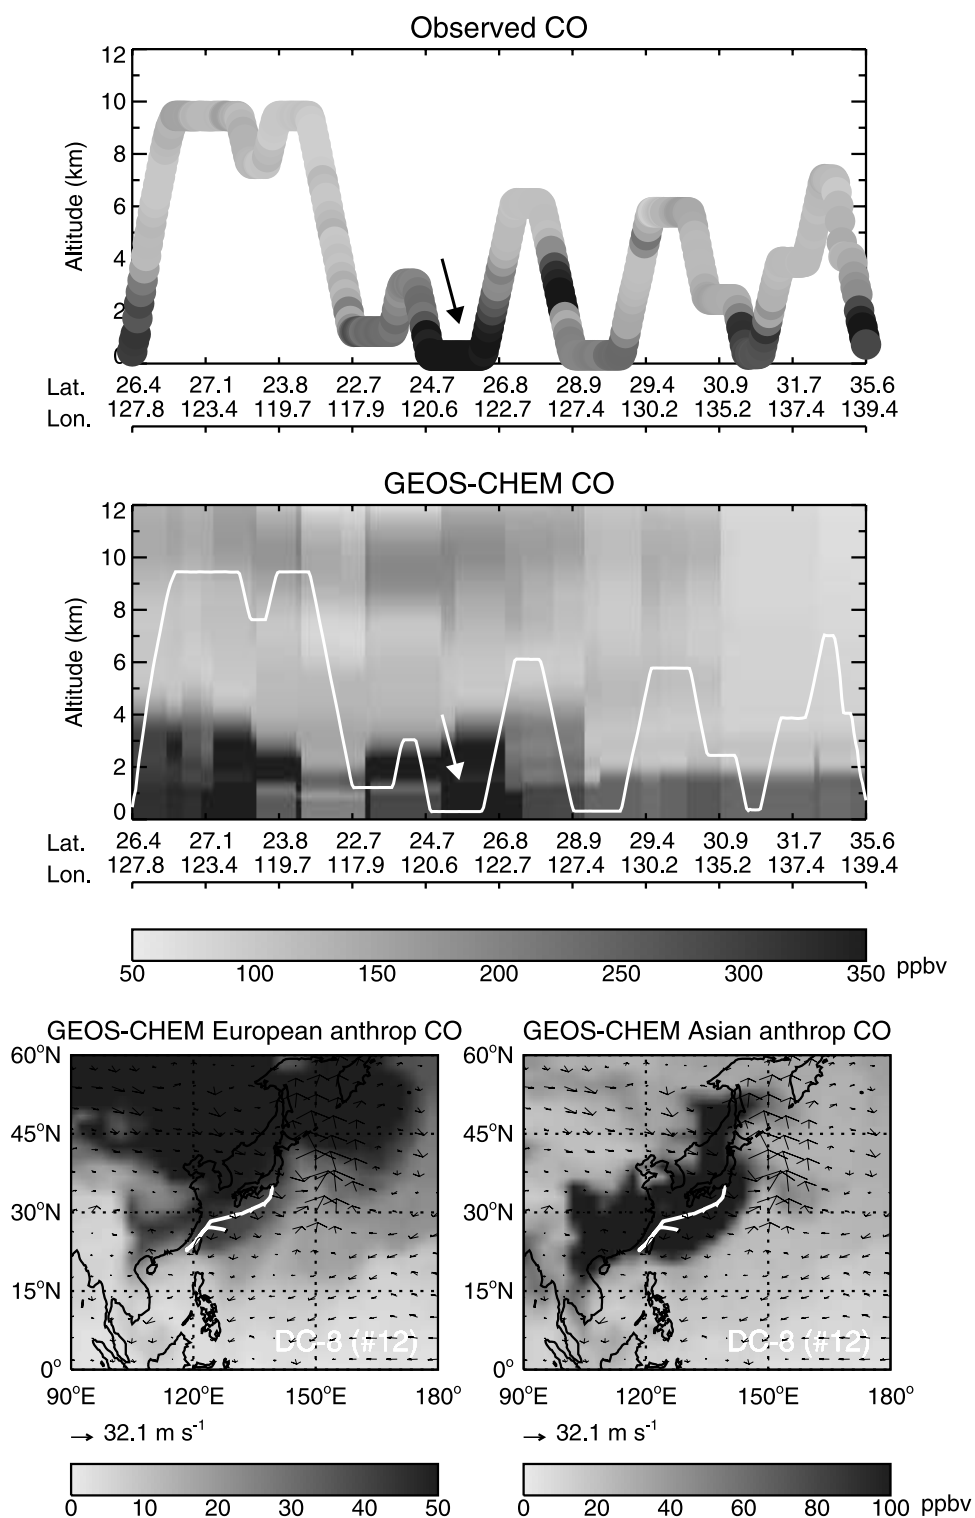 Observed CO
12
10
8
6
4
2
0
Altitude (km)
Lat. 26.4 27.1 23.8 22.7 24.7 26.8 28.9 29.4 30.9 31.7 35.6
Lon. 127.8 123.4 119.7 117.9 120.6 122.7 127.4 130.2 135.2 137.4 139.4
GEOS-CHEM CO
12
10
8
6
4
2
0
Altitude (km)
Lat. 26.4 27.1 23.8 22.7 24.7 26.8 28.9 29.4 30.9 31.7 35.6
Lon. 127.8 123.4 119.7 117.9 120.6 122.7 127.4 130.2 135.2 137.4 139.4
50 100 150 200 250 300 350 ppbv
GEOS-CHEM European anthrop CO
60°N
45°N
30°N
15°N
0°
DC-8 (#12)
90°E 120°E 150°E 180°
→ 32.1 m s⁻¹
0 10 20 30 40 50
GEOS-CHEM Asian anthrop CO
60°N
45°N
30°N
15°N
0°
DC-8 (#12)
90°E 120°E 150°E 180°
→ 32.1 m s⁻¹
0 20 40 60 80 100 ppbv